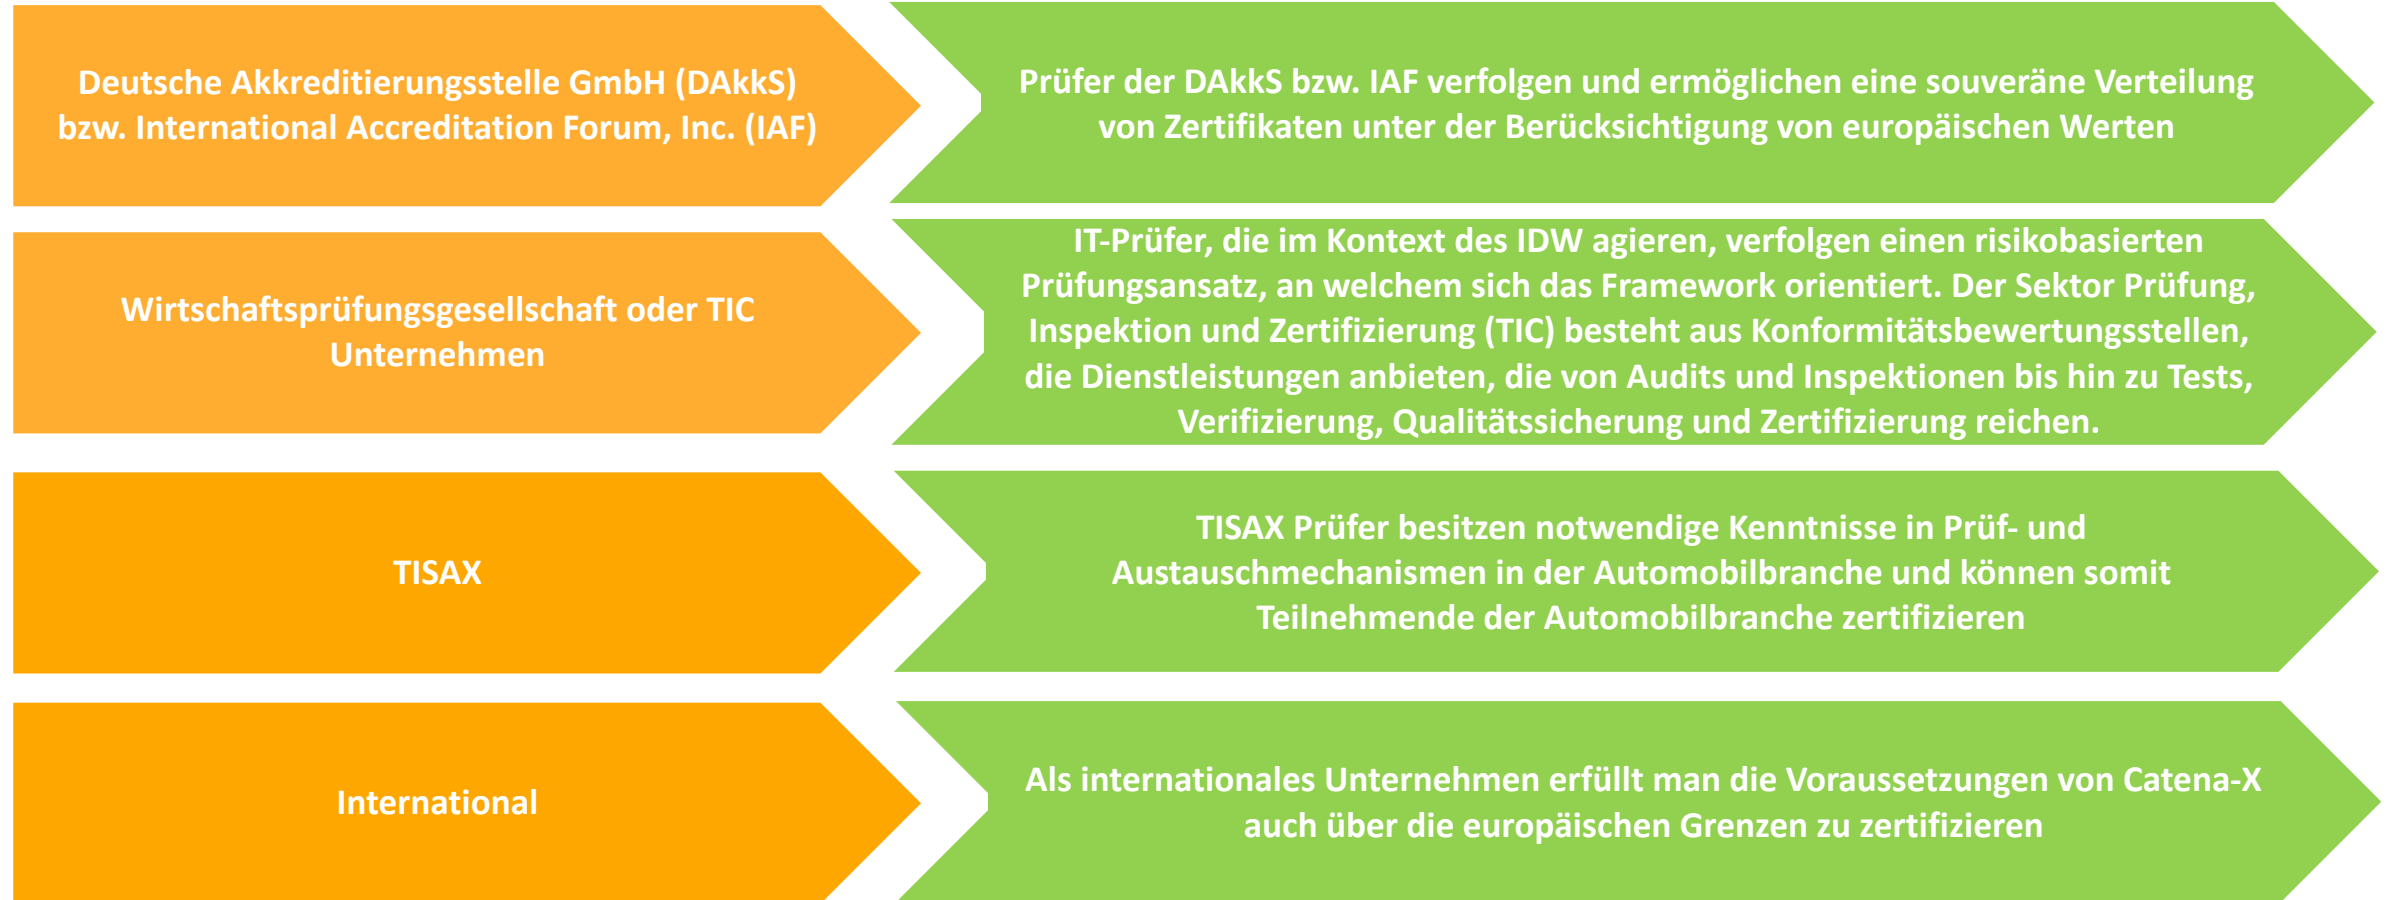 Deutsche Akkreditierungsstelle GmbH (DAkkS)
bzw. International Accreditation Forum, Inc. (IAF)
Prüfer der DAkkS bzw. IAF verfolgen und ermöglichen eine souveräne Verteilung
von Zertifikaten unter der Berücksichtigung von europäischen Werten
Wirtschaftsprüfungsgesellschaft oder TIC
Unternehmen
IT-Prüfer, die im Kontext des IDW agieren, verfolgen einen risikobasierten
Prüfungsansatz, an welchem sich das Framework orientiert. Der Sektor Prüfung,
Inspektion und Zertifizierung (TIC) besteht aus Konformitätsbewertungsstellen,
die Dienstleistungen anbieten, die von Audits und Inspektionen bis hin zu Tests,
Verifizierung, Qualitätssicherung und Zertifizierung reichen.
TISAX
TISAX Prüfer besitzen notwendige Kenntnisse in Prüf- und
Austauschmechanismen in der Automobilbranche und können somit
Teilnehmende der Automobilbranche zertifizieren
International
Als internationales Unternehmen erfüllt man die Voraussetzungen von Catena-X
auch über die europäischen Grenzen zu zertifizieren